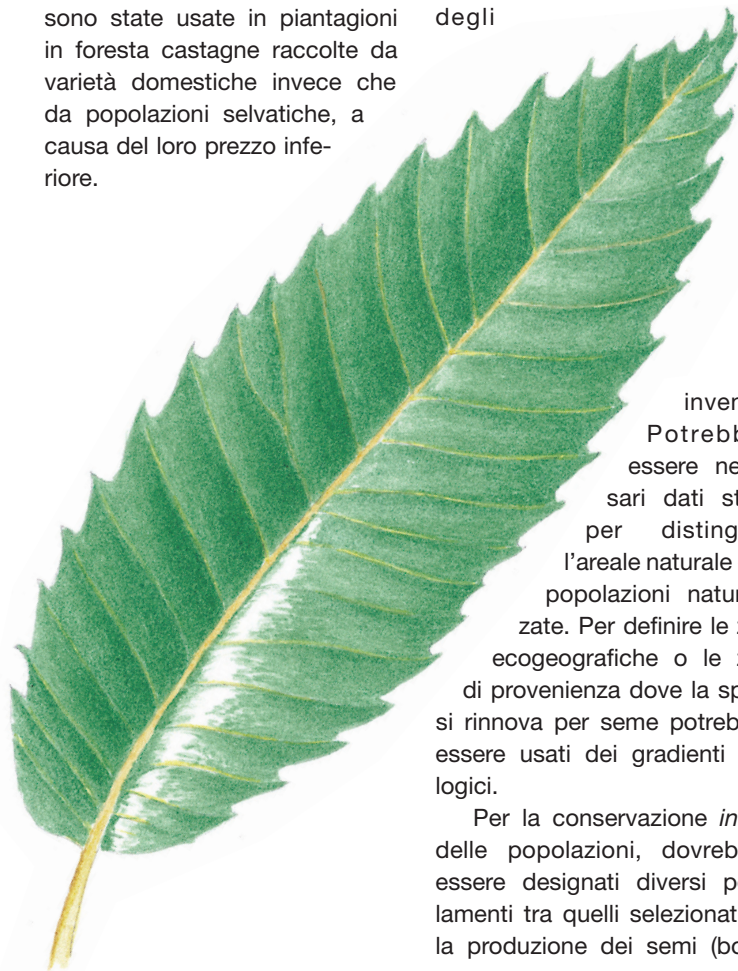 sono state usate in piantagioni
in foresta castagne raccolte da
varietà domestiche invece che
da popolazioni selvatiche, a
causa del loro prezzo infe-
riore.
degli
inven
Potrebb
essere ne
sari dati st
per disting
l’areale naturale
popolazioni natur
zate. Per definire le
ecogeografiche o le
di provenienza dove la sp
si rinnova per seme potreb
essere usati dei gradienti
logici.
Per la conservazione in
delle popolazioni, dovreb
essere designati diversi po
lamenti tra quelli selezionat
la produzione dei semi (bo